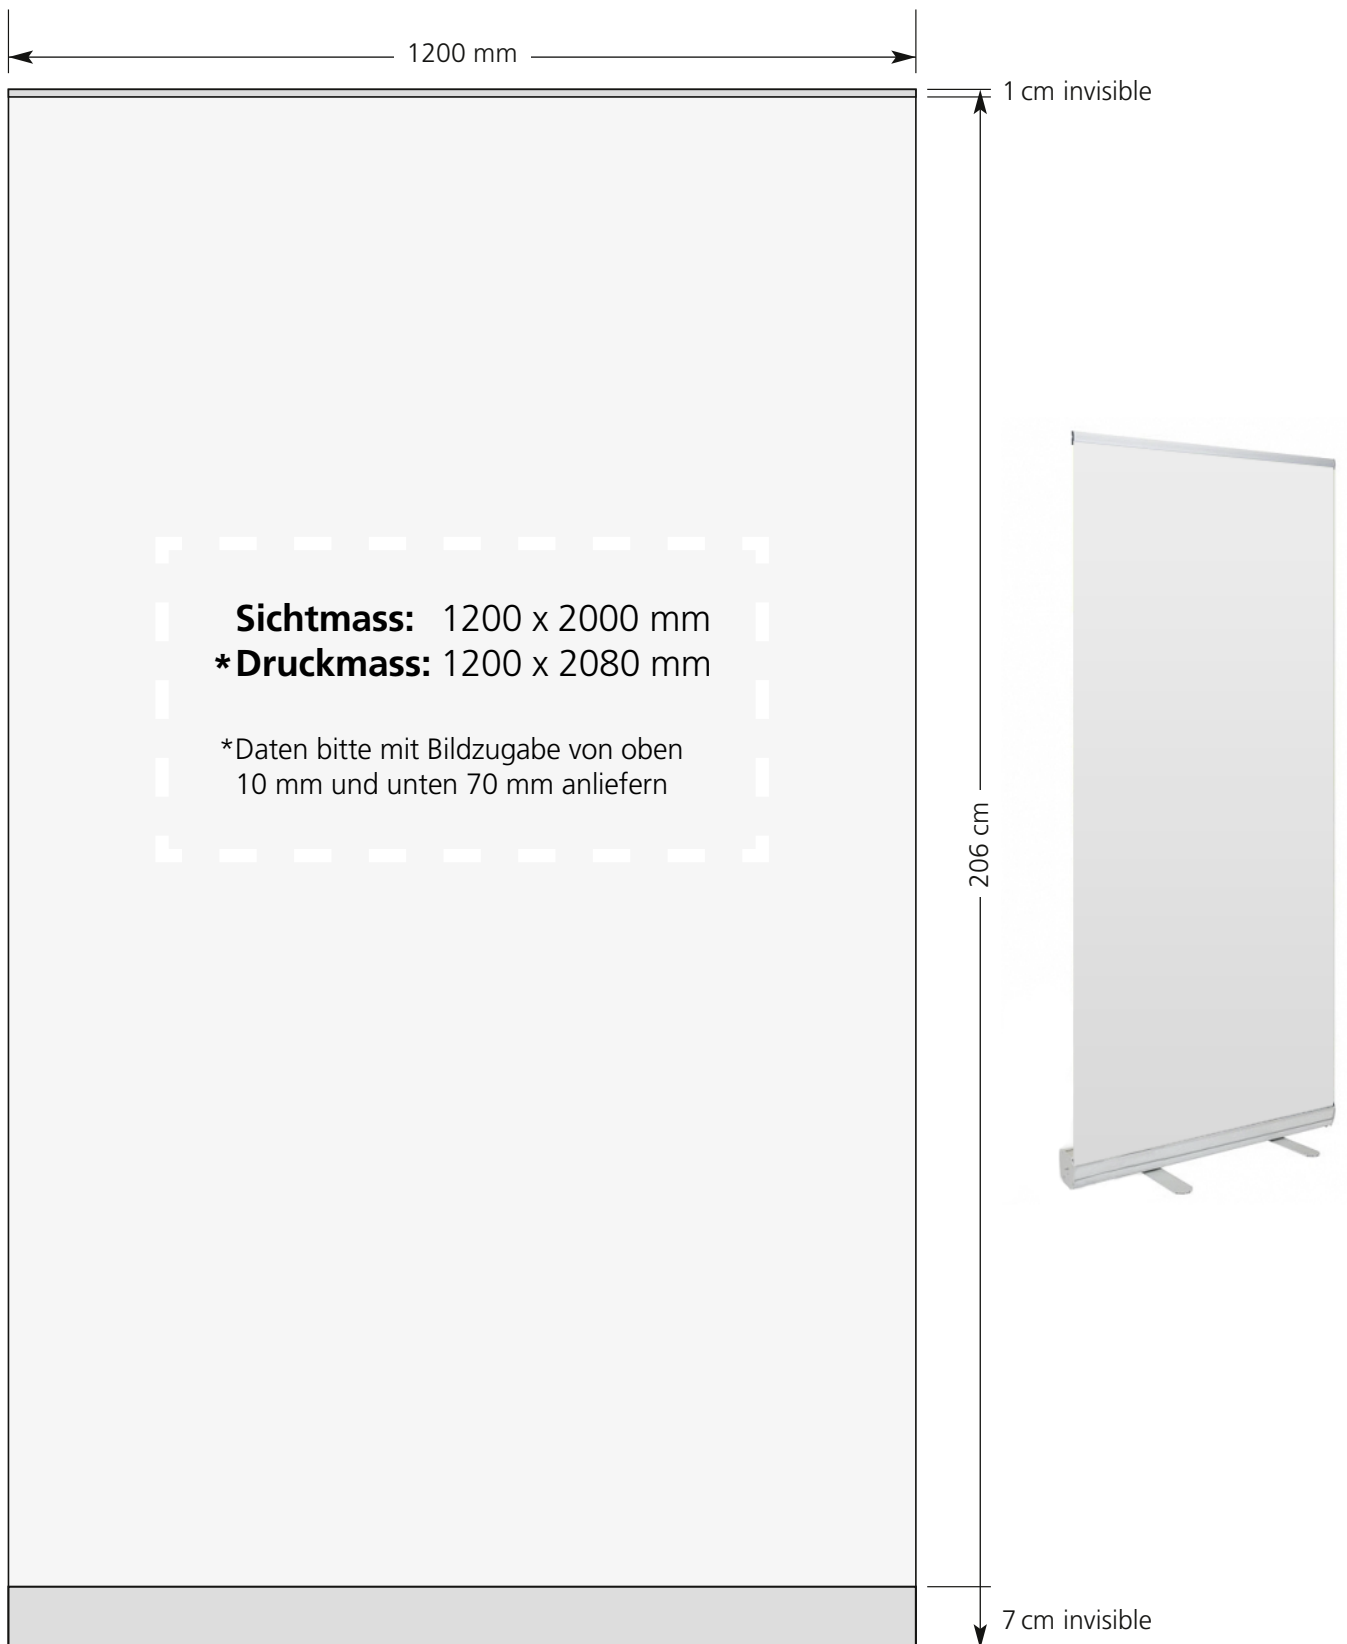 1200 mm
1 cm invisible
Sichtmass: 1200 x 2000 mm
*Druckmass: 1200 x 2080 mm
*Daten bitte mit Bildzugabe von oben
10 mm und unten 70 mm anliefern
206 cm
7 cm invisible